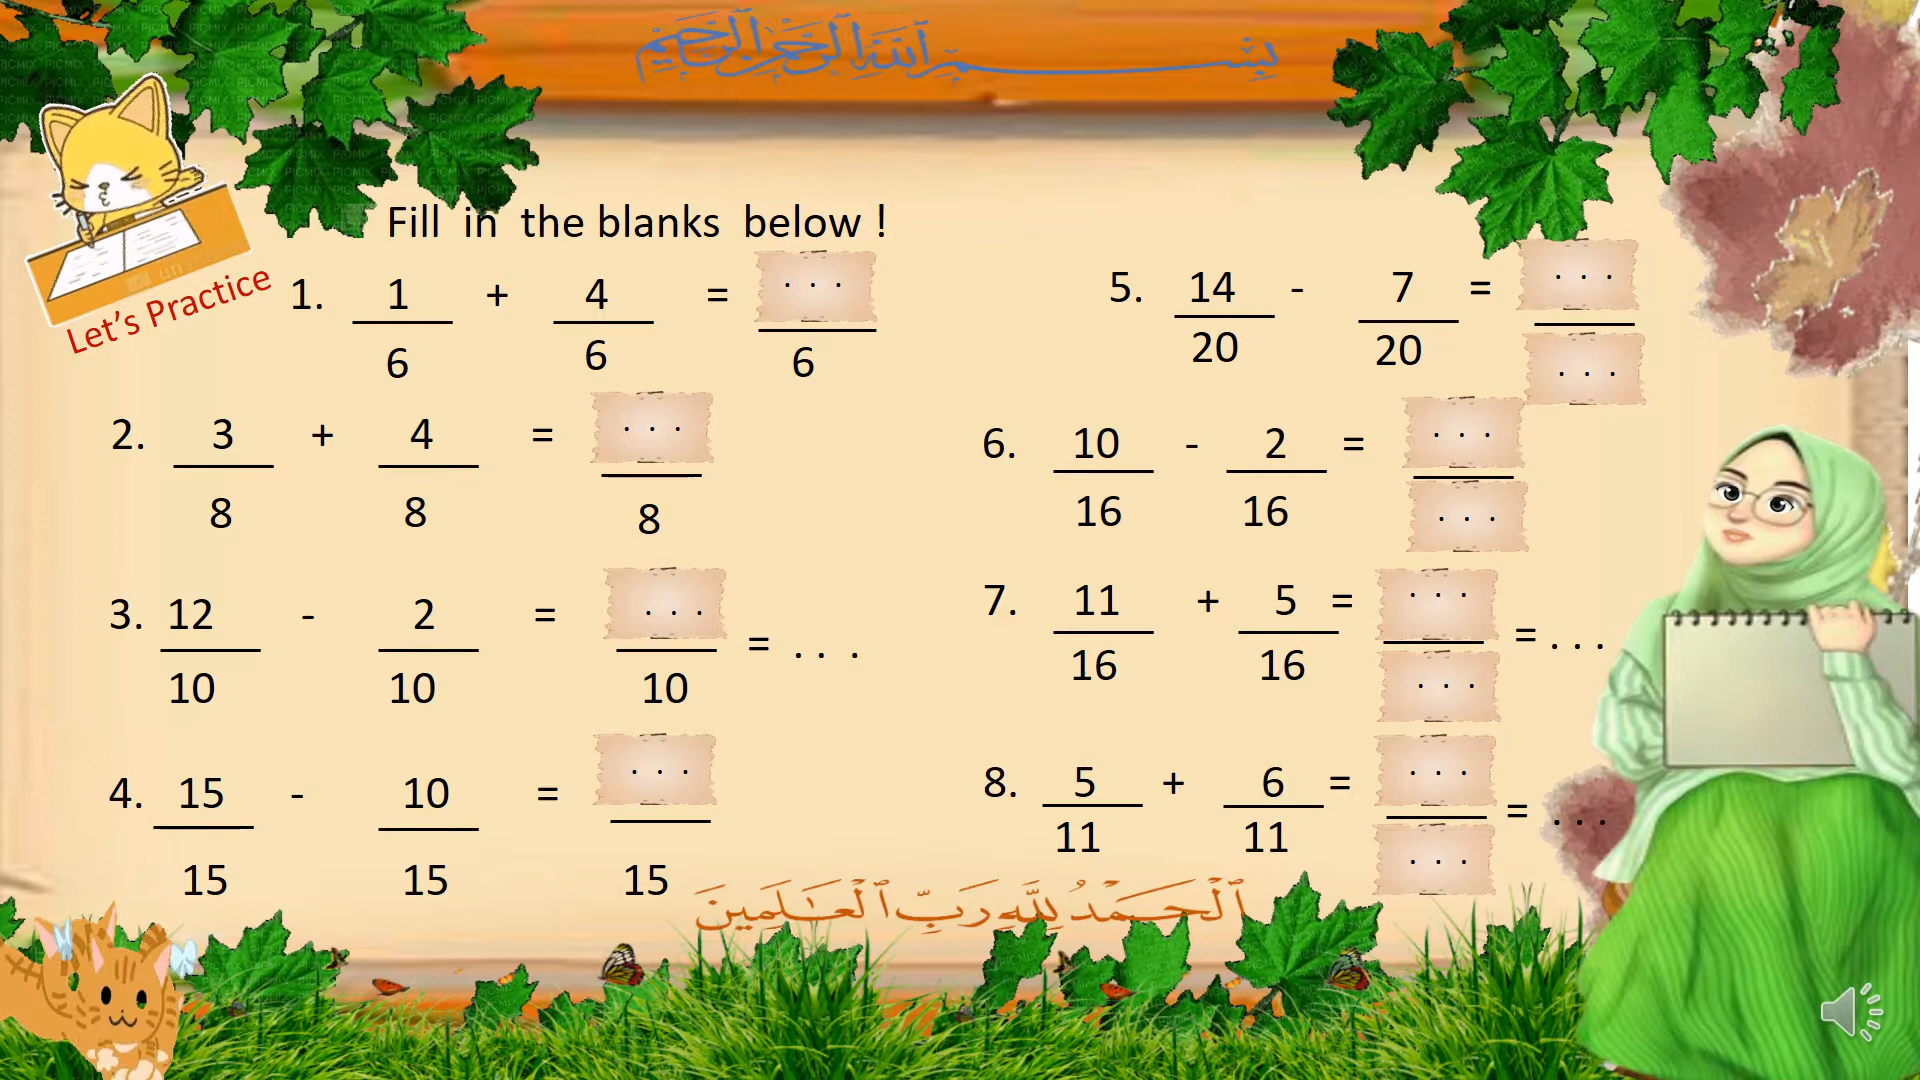 بِسْمِ اللَّهِ الرَّحْمَنِ الرَّحِيمِ
Let's Practice
Fill in the blanks below !
1. 1/6 + 4/6 = . . ./6
2. 3/8 + 4/8 = . . ./8
3. 12/10 - 2/10 = . . ./10 = . . .
4. 15/15 - 10/15 = . . ./15
5. 14/20 - 7/20 = . . ./. . .
6. 10/16 - 2/16 = . . ./. . .
7. 11/16 + 5/16 = . . ./. . . = . . .
8. 5/11 + 6/11 = . . ./. . . = . . .
ٱلْحَمْدُ لِلَّهِ رَبِّ ٱلْعَٰلَمِينَ